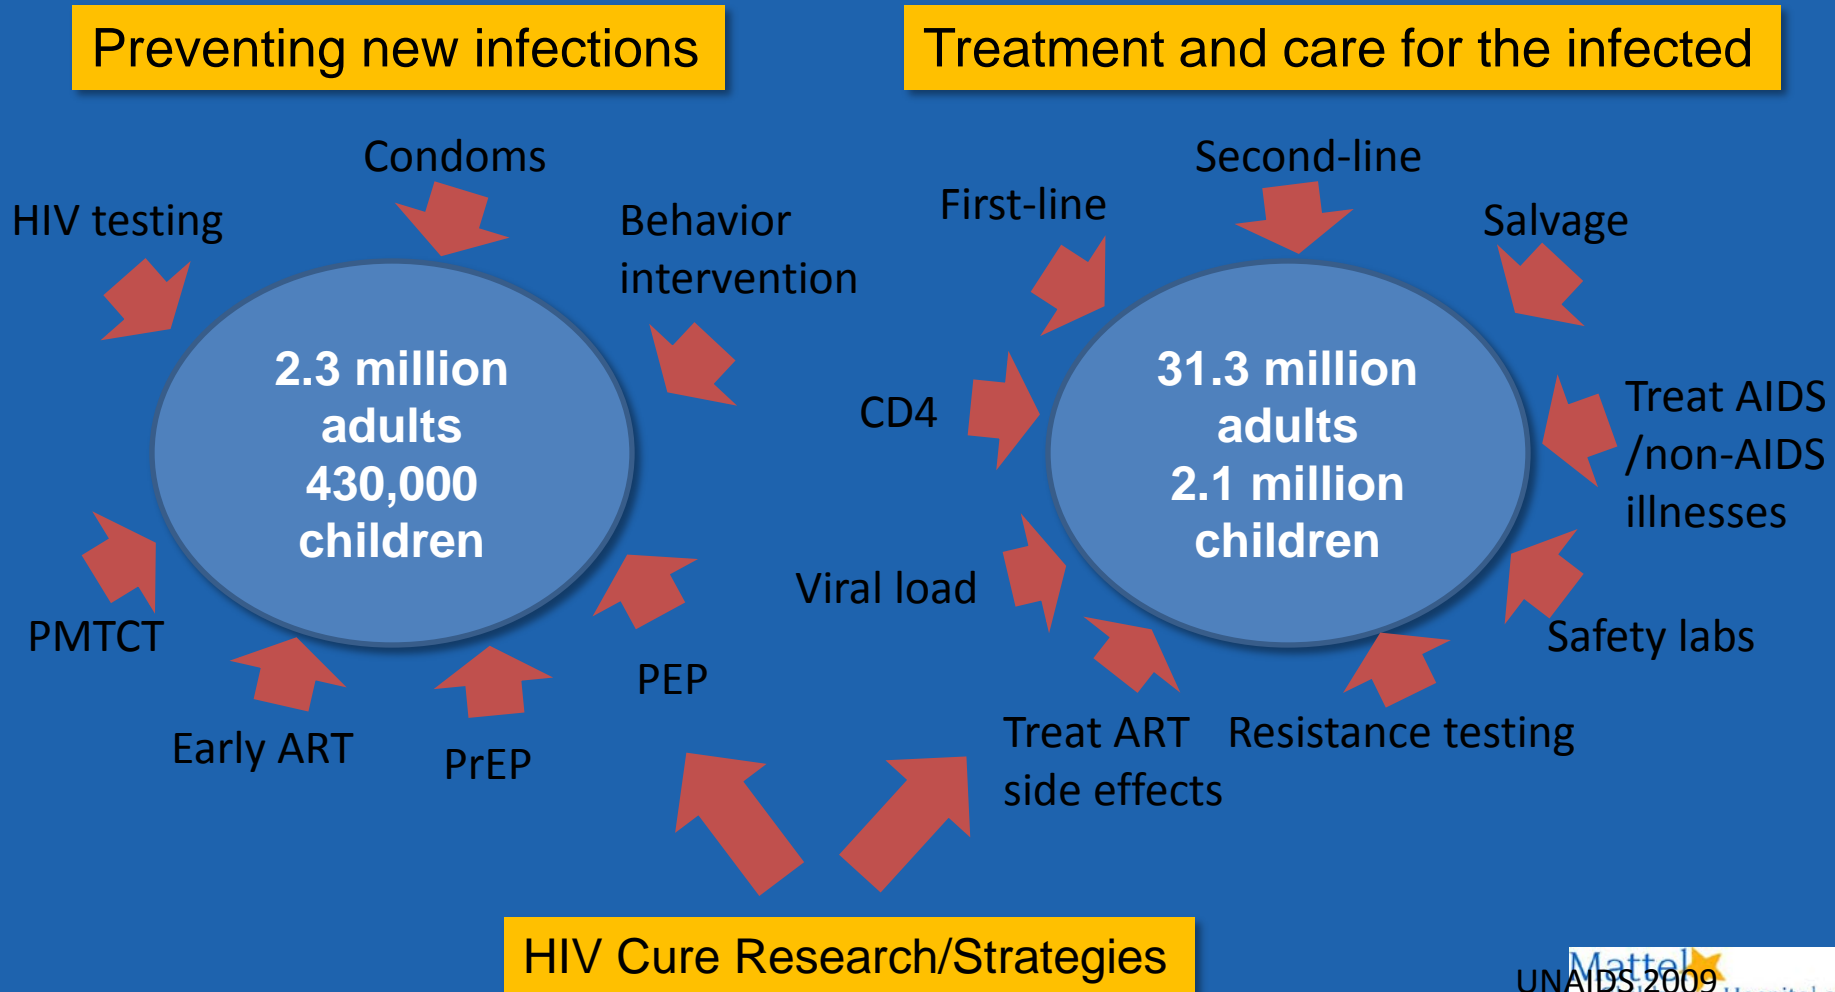 Preventing new infections
Treatment and care for the infected
Condoms
HIV testing
Behavior
intervention
2.3 million
adults
430,000
children
PMTCT
Early ART
PrEP
PEP
Second-line
First-line
Salvage
CD4
31.3 million
adults
2.1 million
children
Treat AIDS
/non-AIDS
illnesses
Viral load
Safety labs
Treat ART
side effects
Resistance testing
HIV Cure Research/Strategies
Mattel
UNAIDS 2009